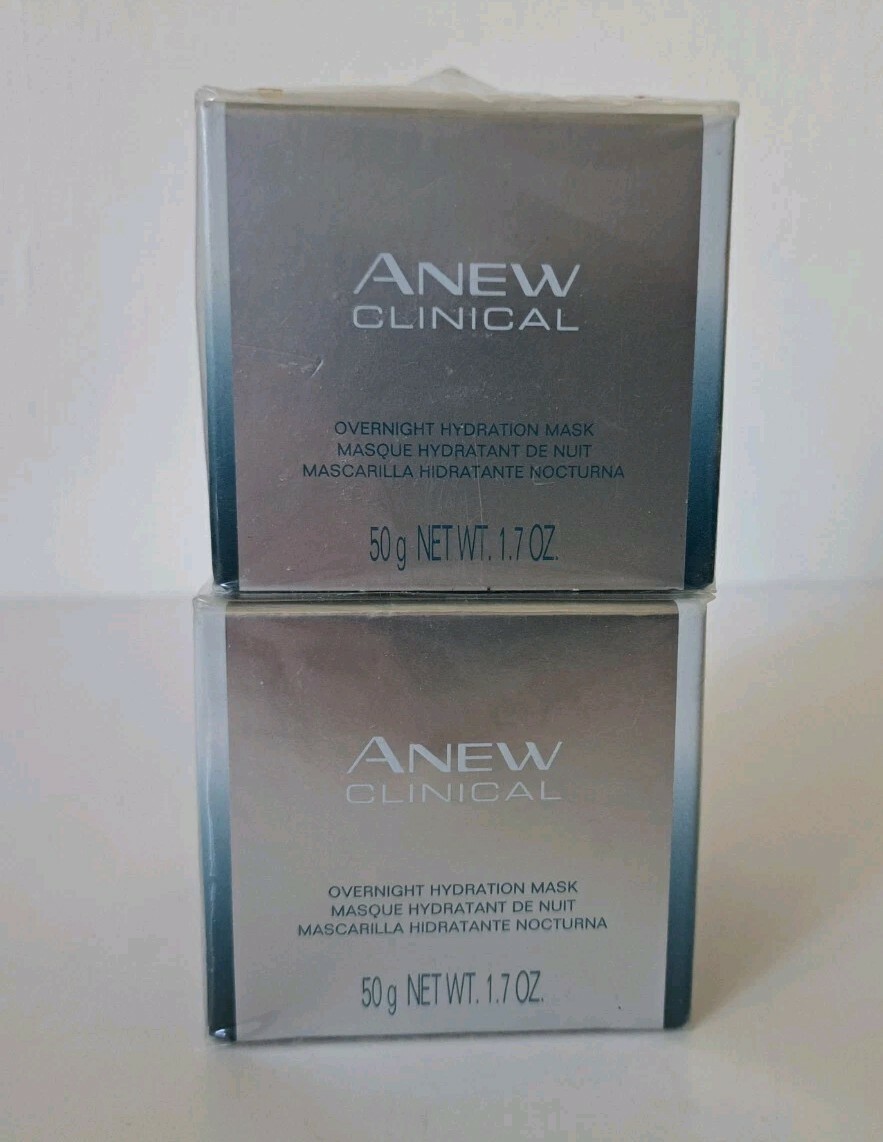 ANEW
CLINICAL
OVERNIGHT HYDRATION MASK
MASQUE HYDRATANT DE NUIT
MASCARILLA HIDRATANTE NOCTURNA
50 g NET WT. 1.7 OZ.
ANEW
CLINICAL
OVERNIGHT HYDRATION MASK
MASQUE HYDRATANT DE NUIT
MASCARILLA HIDRATANTE NOCTURNA
50 g NET WT. 1.7 OZ.